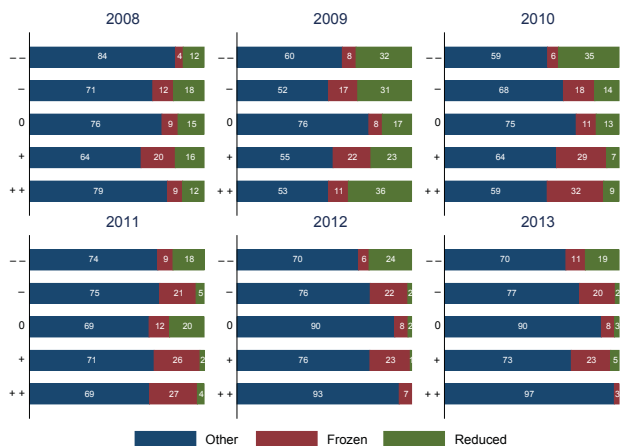 2008 2009 2010
– – 84 4 12 – – 60 8 32 – – 59 6 35
– 71 12 18 – 52 17 31 – 68 18 14
0 76 9 15 0 76 8 17 0 75 11 13
+ 64 20 16 + 55 22 23 + 64 29 7
+ + 79 9 12 + + 53 11 36 + + 59 32 9
2011 2012 2013
– – 74 9 18 – – 70 6 24 – – 70 11 19
– 75 21 5 – 76 22 2 – 77 20 2
0 69 12 20 0 90 8 2 0 90 8 3
+ 71 26 2 + 76 23 1 + 73 23 5
+ + 69 27 4 + + 93 7 + + 97 3
Other Frozen Reduced